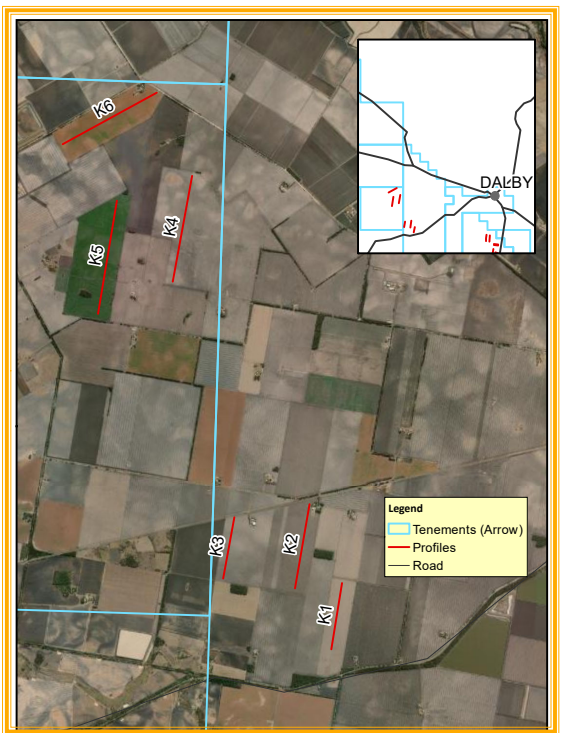 K6
DALBY
K4
K5
Legend
Tenements (Arrow)
Profiles
Road
K3
K2
K1